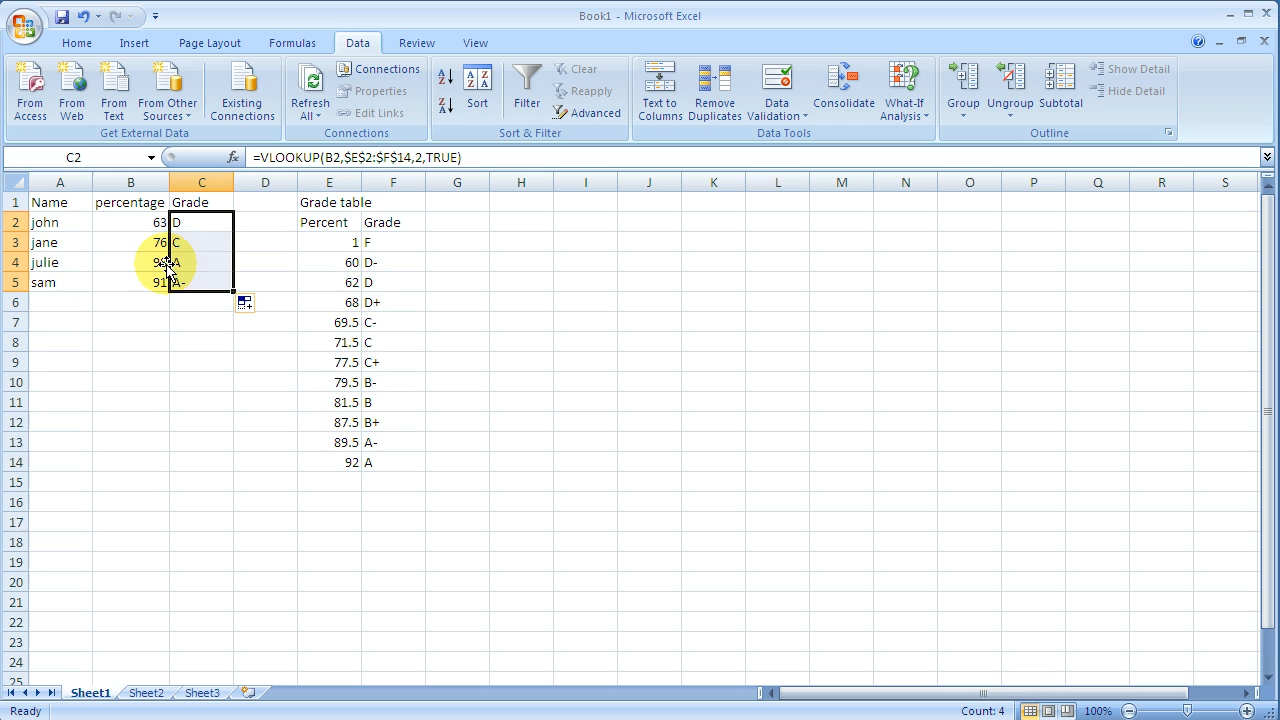 Book1 - Microsoft Excel
Home Insert Page Layout Formulas Data Review View
From Access
From Web
From Text
From Other Sources
Existing Connections
Get External Data
Refresh All
Connections
Properties
Edit Links
Connections
Sort
Filter
Clear
Reapply
Advanced
Sort & Filter
Text to Columns
Remove Duplicates
Data Validation
Consolidate
What-If Analysis
Data Tools
Group
Ungroup
Subtotal
Show Detail
Hide Detail
Outline
C2 fx =VLOOKUP(B2,$E$2:$F$14,2,TRUE)
A B C D E F G H I J K L M N O P Q R S
1 Name percentage Grade Grade table
2 john 63 D Percent Grade
3 jane 76 C 1 F
4 julie A 60 D-
5 sam 91 A- 62 D
6 68 D+
7 69.5 C-
8 71.5 C
9 77.5 C+
10 79.5 B-
11 81.5 B
12 87.5 B+
13 89.5 A-
14 92 A
15
16
17
18
19
20
21
22
23
24
25
Sheet1 Sheet2 Sheet3
Ready Count: 4 100%